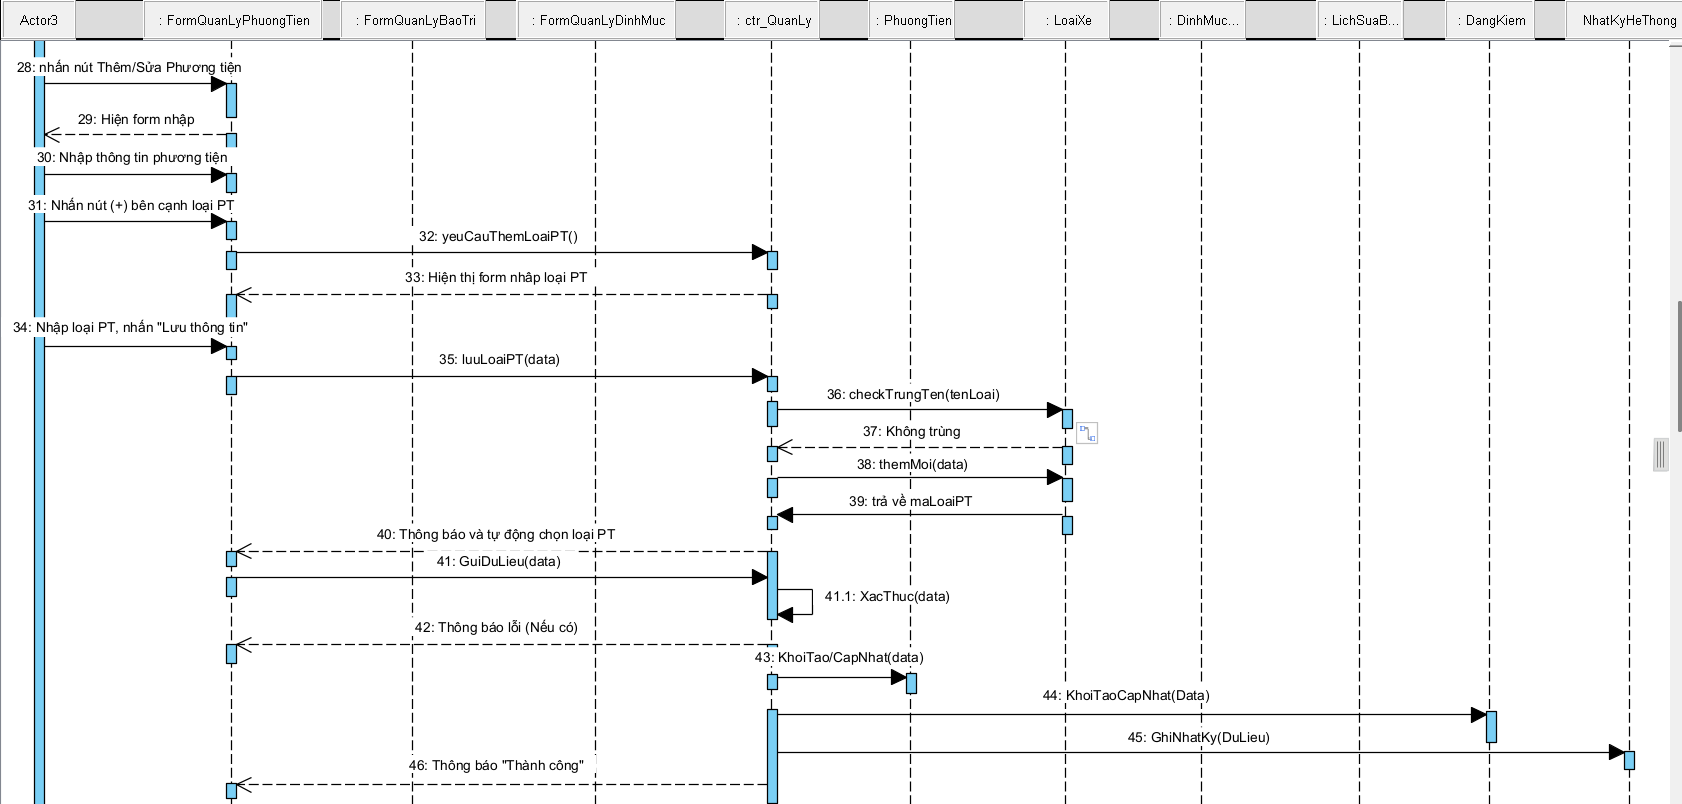 Actor3
: FormQuanLyPhuongTien
: FormQuanLyBaoTri
: FormQuanLyDinhMuc
: ctr_QuanLy
: PhuongTien
: LoaiXe
: DinhMuc...
: LichSuaB...
: DangKiem
NhatKyHeThong
28: nhấn nút Thêm/Sửa Phương tiện
29: Hiện form nhập
30: Nhập thông tin phương tiện
31: Nhấn nút (+) bên cạnh loại PT
32: yeuCauThemLoaiPT()
33: Hiện thị form nhâp loại PT
34: Nhập loại PT, nhấn "Lưu thông tin"
35: luuLoaiPT(data)
36: checkTrungTen(tenLoai)
37: Không trùng
38: themMoi(data)
39: trả về maLoaiPT
40: Thông báo và tự động chọn loại PT
41: GuiDuLieu(data)
41.1: XacThuc(data)
42: Thông báo lỗi (Nếu có)
43: KhoiTao/CapNhat(data)
44: KhoiTaoCapNhat(Data)
45: GhiNhatKy(DuLieu)
46: Thông báo "Thành công"